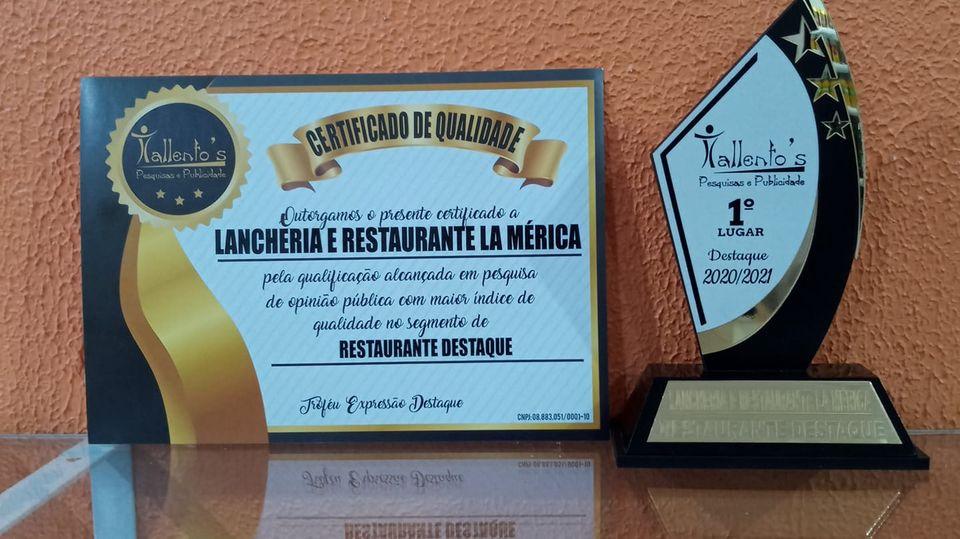 Tallento's
Pesquisas e Publicidade
CERTIFICADO DE QUALIDADE
Outorgamos o presente certificado a
LANCHÉRIA E RESTAURANTE LA MÉRICA
pela qualificação alcançada em pesquisa
de opinião pública com maior índice de
qualidade no segmento de
RESTAURANTE DESTAQUE
Troféu Expressão Destaque
CNPJ: 08.883.051/0001-10
Tallento's
Pesquisas e Publicidade
1º
LUGAR
Destaque
2020/2021
LANCHERIA E RESTAURANTE LA MÉRICA
RESTAURANTE DESTAQUE